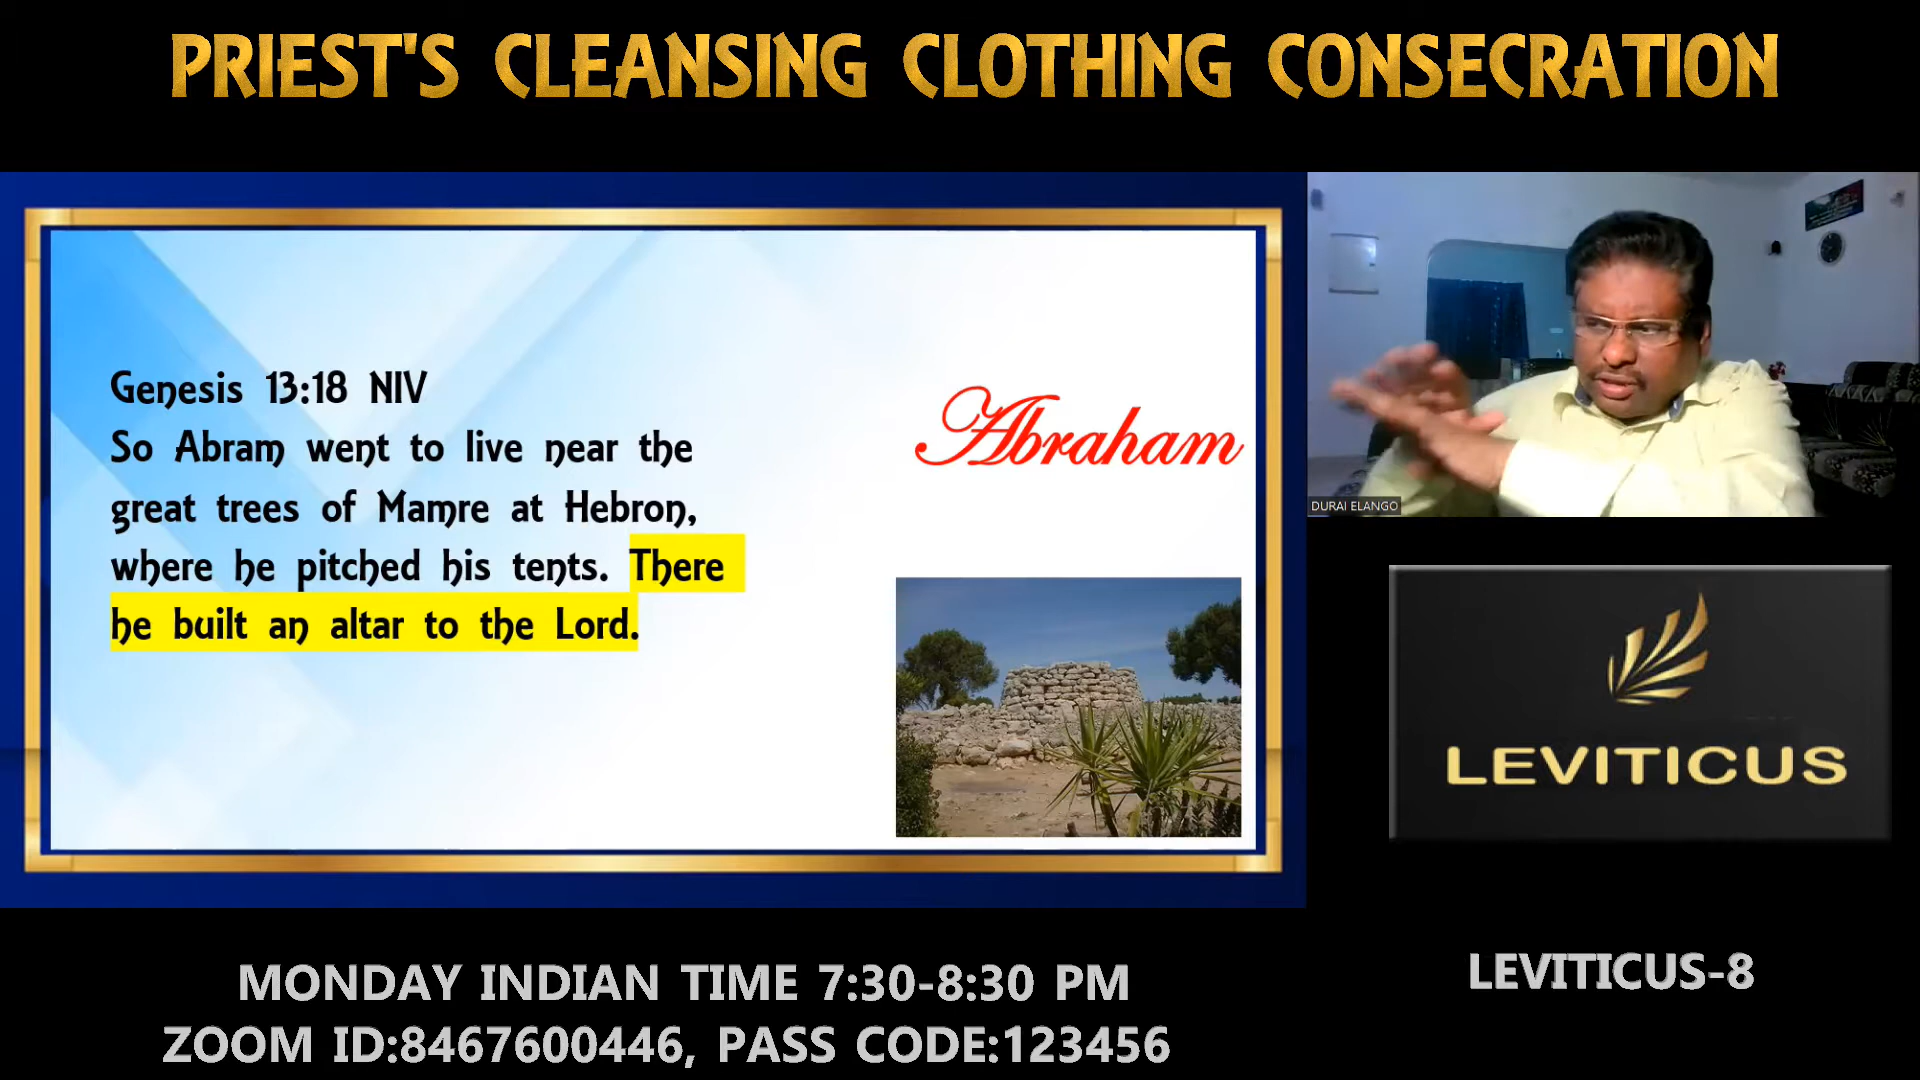 PRIEST'S CLEANSING CLOTHING CONSECRATION
Genesis 13:18 NIV
So Abram went to live near the
great trees of Mamre at Hebron,
where he pitched his tents. There
he built an altar to the Lord.
Abraham
DURAI ELANGO
LEVITICUS
LEVITICUS-8
MONDAY INDIAN TIME 7:30-8:30 PM
ZOOM ID:8467600446, PASS CODE:123456